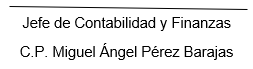 Jefe de Contabilidad y Finanzas
C.P. Miguel Ángel Pérez Barajas